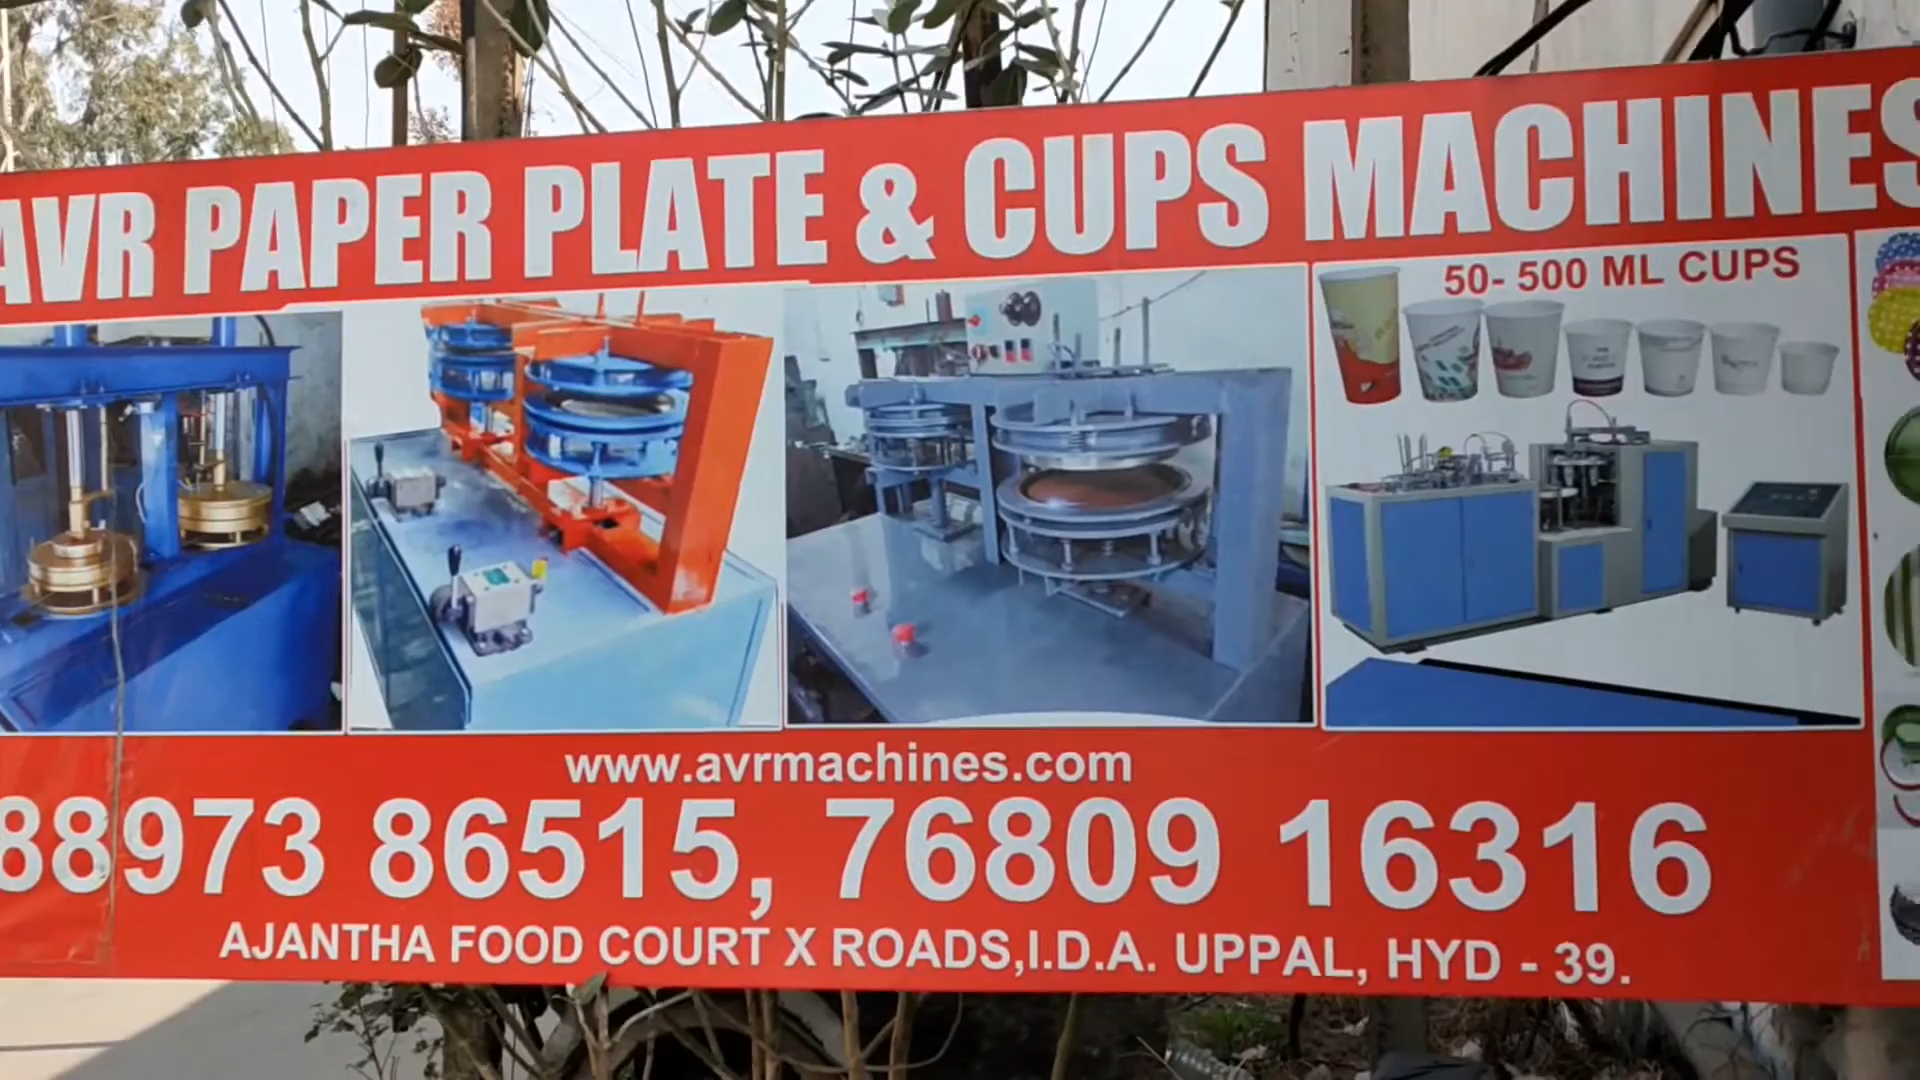 AVR PAPER PLATE & CUPS MACHINES
50- 500 ML CUPS
www.avrmachines.com
88973 86515, 76809 16316
AJANTHA FOOD COURT X ROADS,I.D.A. UPPAL, HYD - 39.